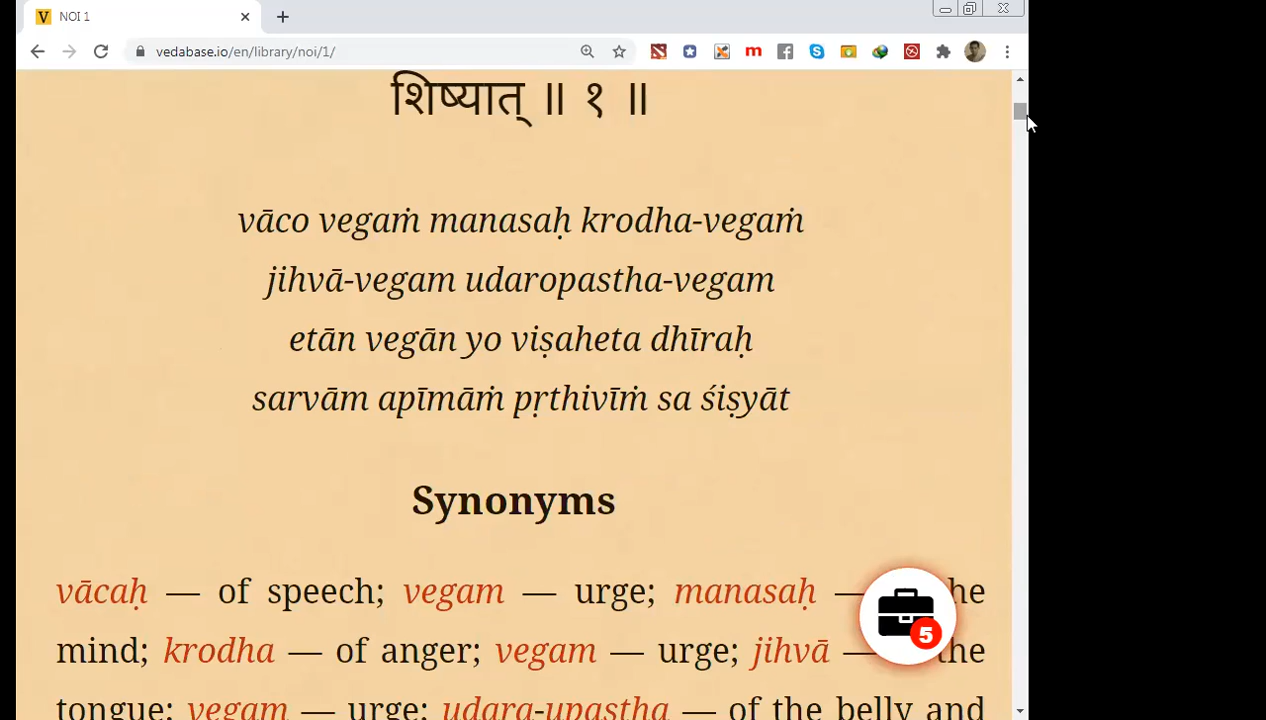 NOI 1
vedabase.io/en/library/noi/1/
शिष्यात् ॥ १ ॥
vāco vegaṁ manasaḥ krodha-vegaṁ
jihvā-vegam udaropastha-vegam
etān vegān yo viṣaheta dhīraḥ
sarvām apīmāṁ pṛthivīṁ sa śiṣyāt
Synonyms
vācaḥ — of speech; vegam — urge; manasaḥ — he
mind; krodha — of anger; vegam — urge; jihvā — the
tongue; vegam — urge; udara-upastha — of the belly and
5